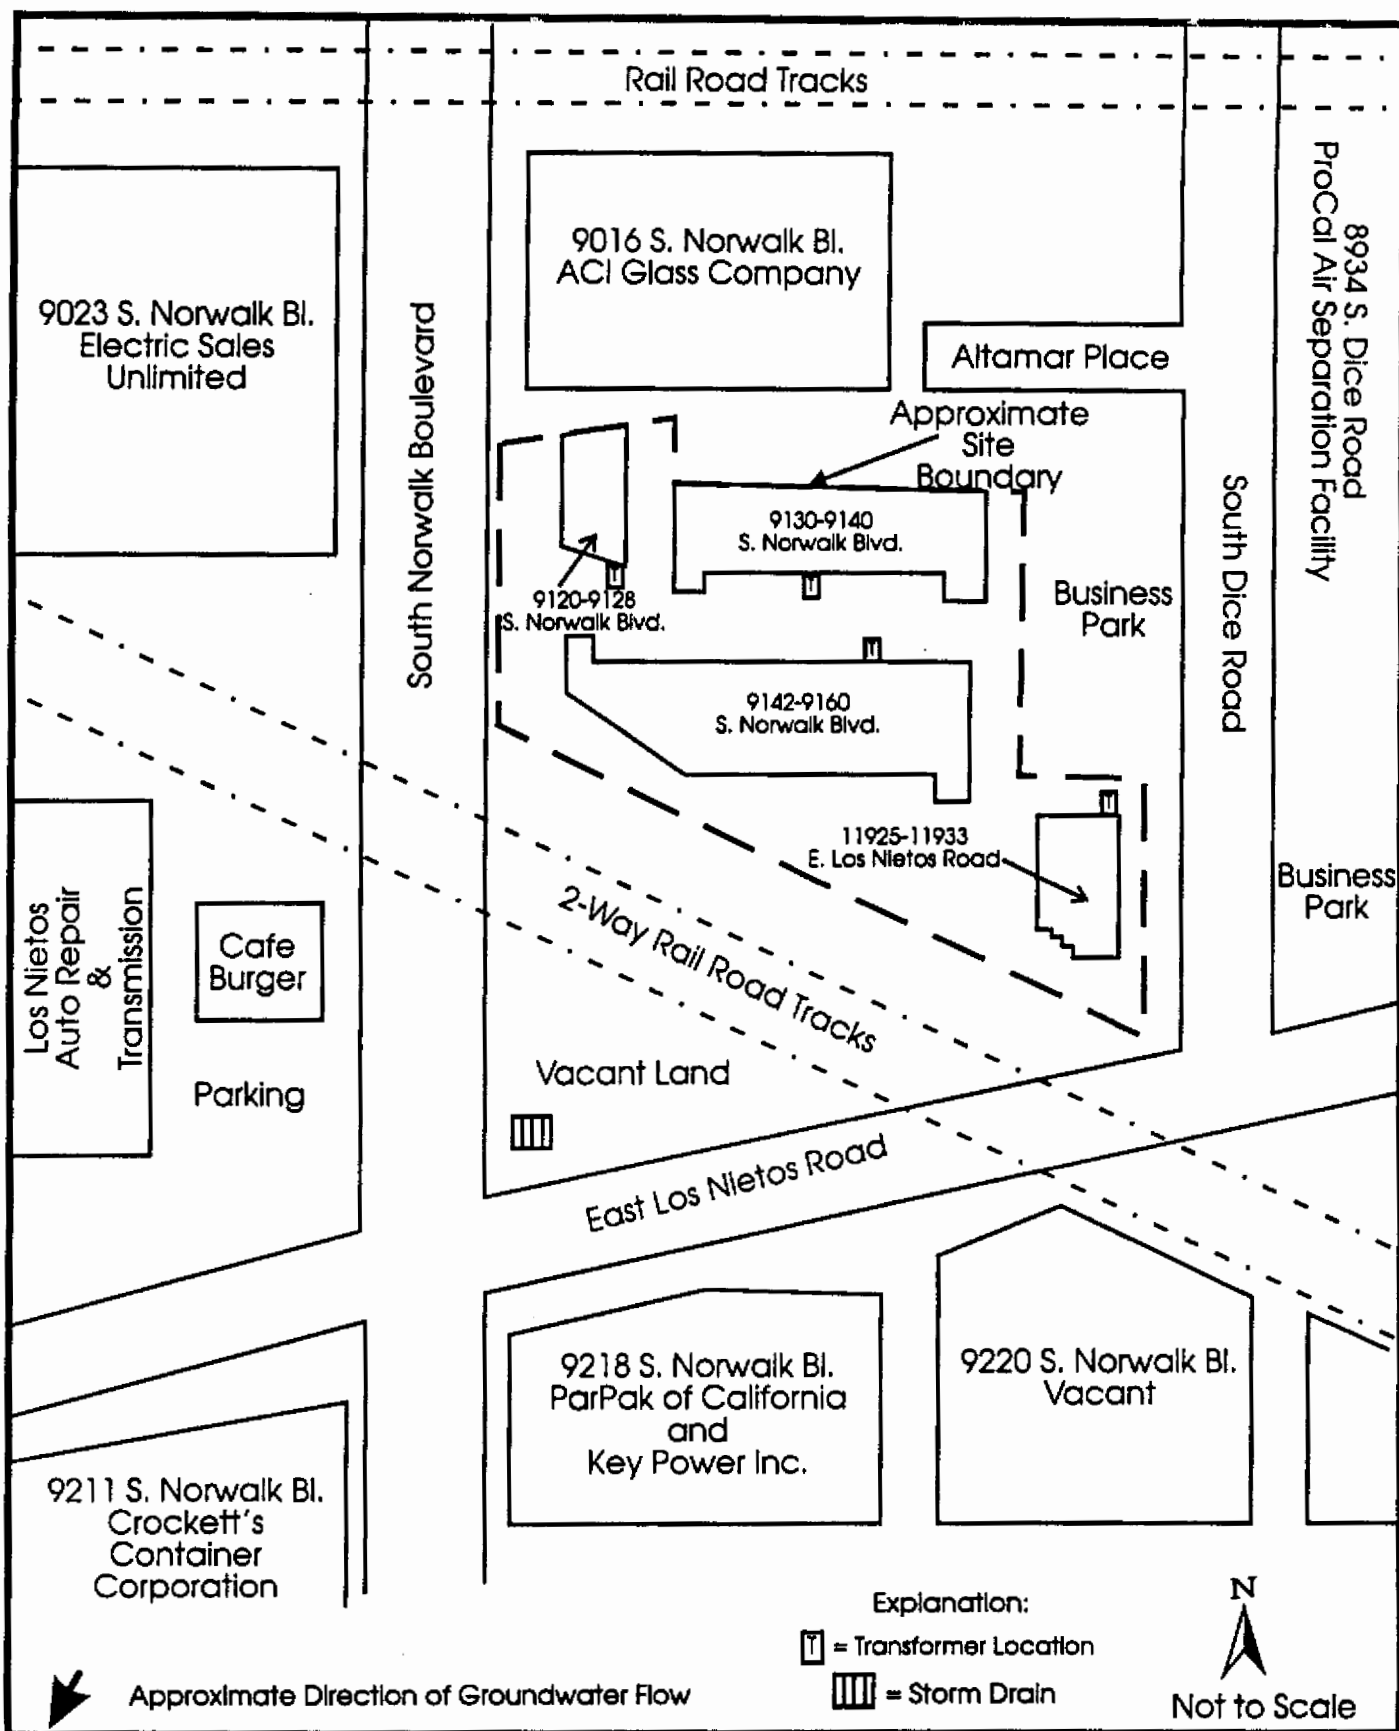 Rail Road Tracks
9016 S. Norwalk Bl.
ACI Glass Company
8934 S. Dice Road
ProCal Air Separation Facility
9023 S. Norwalk Bl.
Electric Sales
Unlimited
South Norwalk Boulevard
Altamar Place
Approximate
Site
Boundary
9130-9140
S. Norwalk Blvd.
South Dice Road
9120-9128
S. Norwalk Blvd.
Business
Park
9142-9160
S. Norwalk Blvd.
11925-11933
E. Los Nietos Road
Business
Park
Los Nietos
Auto Repair
&
Transmission
Cafe
Burger
2-Way Rail Road Tracks
Parking
Vacant Land
East Los Nietos Road
9218 S. Norwalk Bl.
ParPak of California
and
Key Power Inc.
9220 S. Norwalk Bl.
Vacant
9211 S. Norwalk Bl.
Crockett's
Container
Corporation
Explanation:
T = Transformer Location
= Storm Drain
N
Not to Scale
Approximate Direction of Groundwater Flow